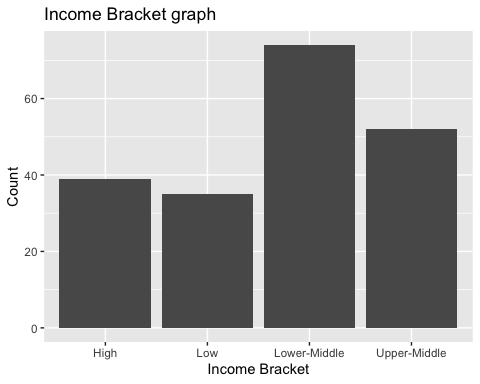 Income Bracket graph
Count
60
40
20
0
High Low Lower-Middle Upper-Middle
Income Bracket